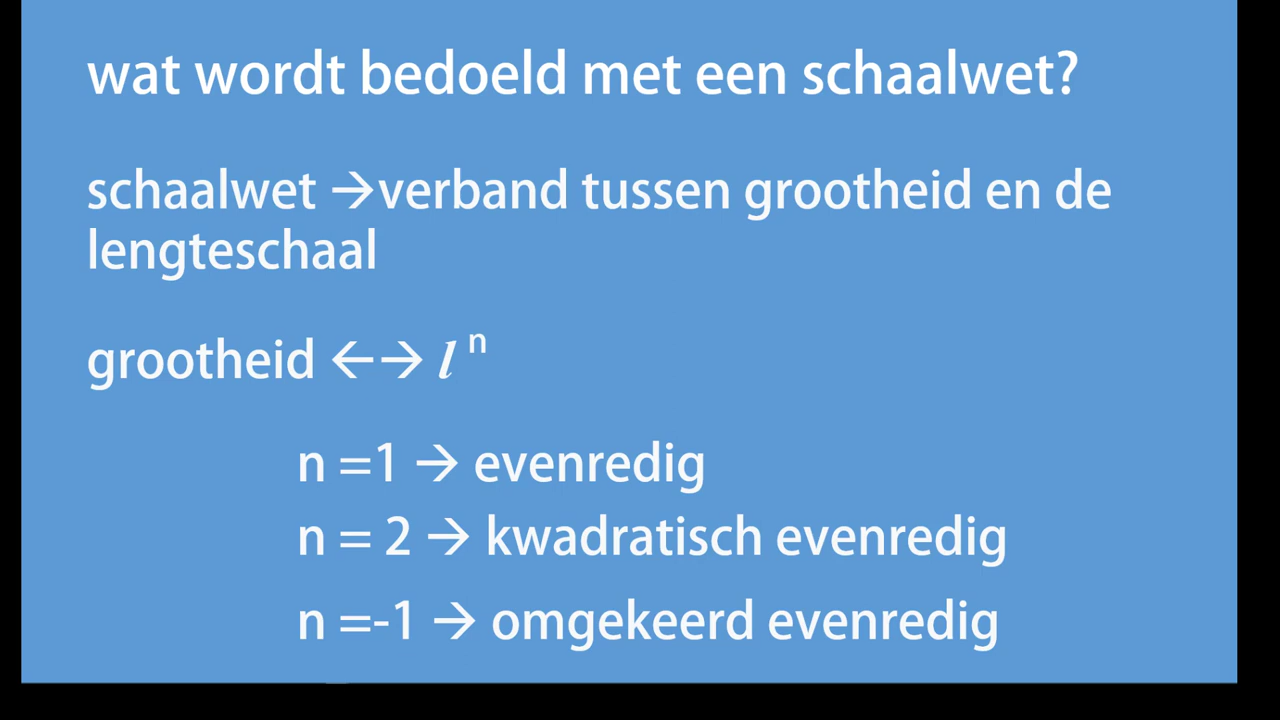 wat wordt bedoeld met een schaalwet?
schaalwet →verband tussen grootheid en de
lengteschaal
grootheid ←→ l ⁿ
n =1 → evenredig
n = 2 → kwadratisch evenredig
n =-1 → omgekeerd evenredig